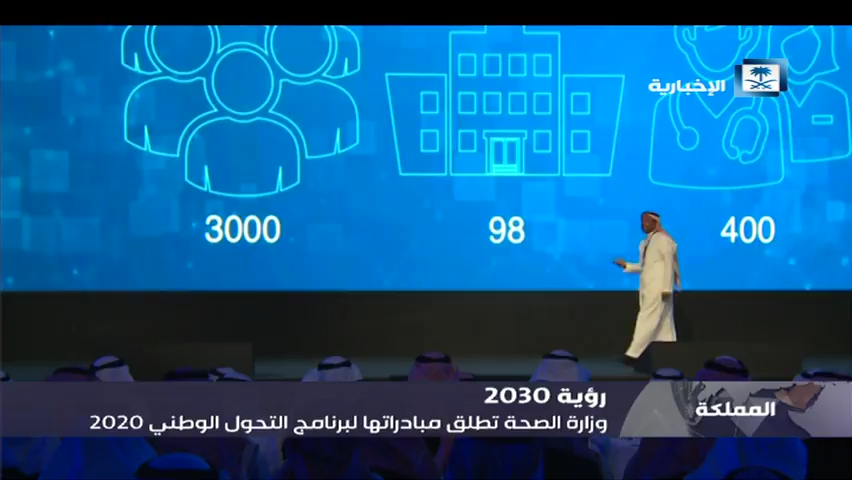 الإخبارية
3000
98
400
رؤية 2030
المملكة
وزارة الصحة تطلق مبادراتها لبرنامج التحول الوطني 2020